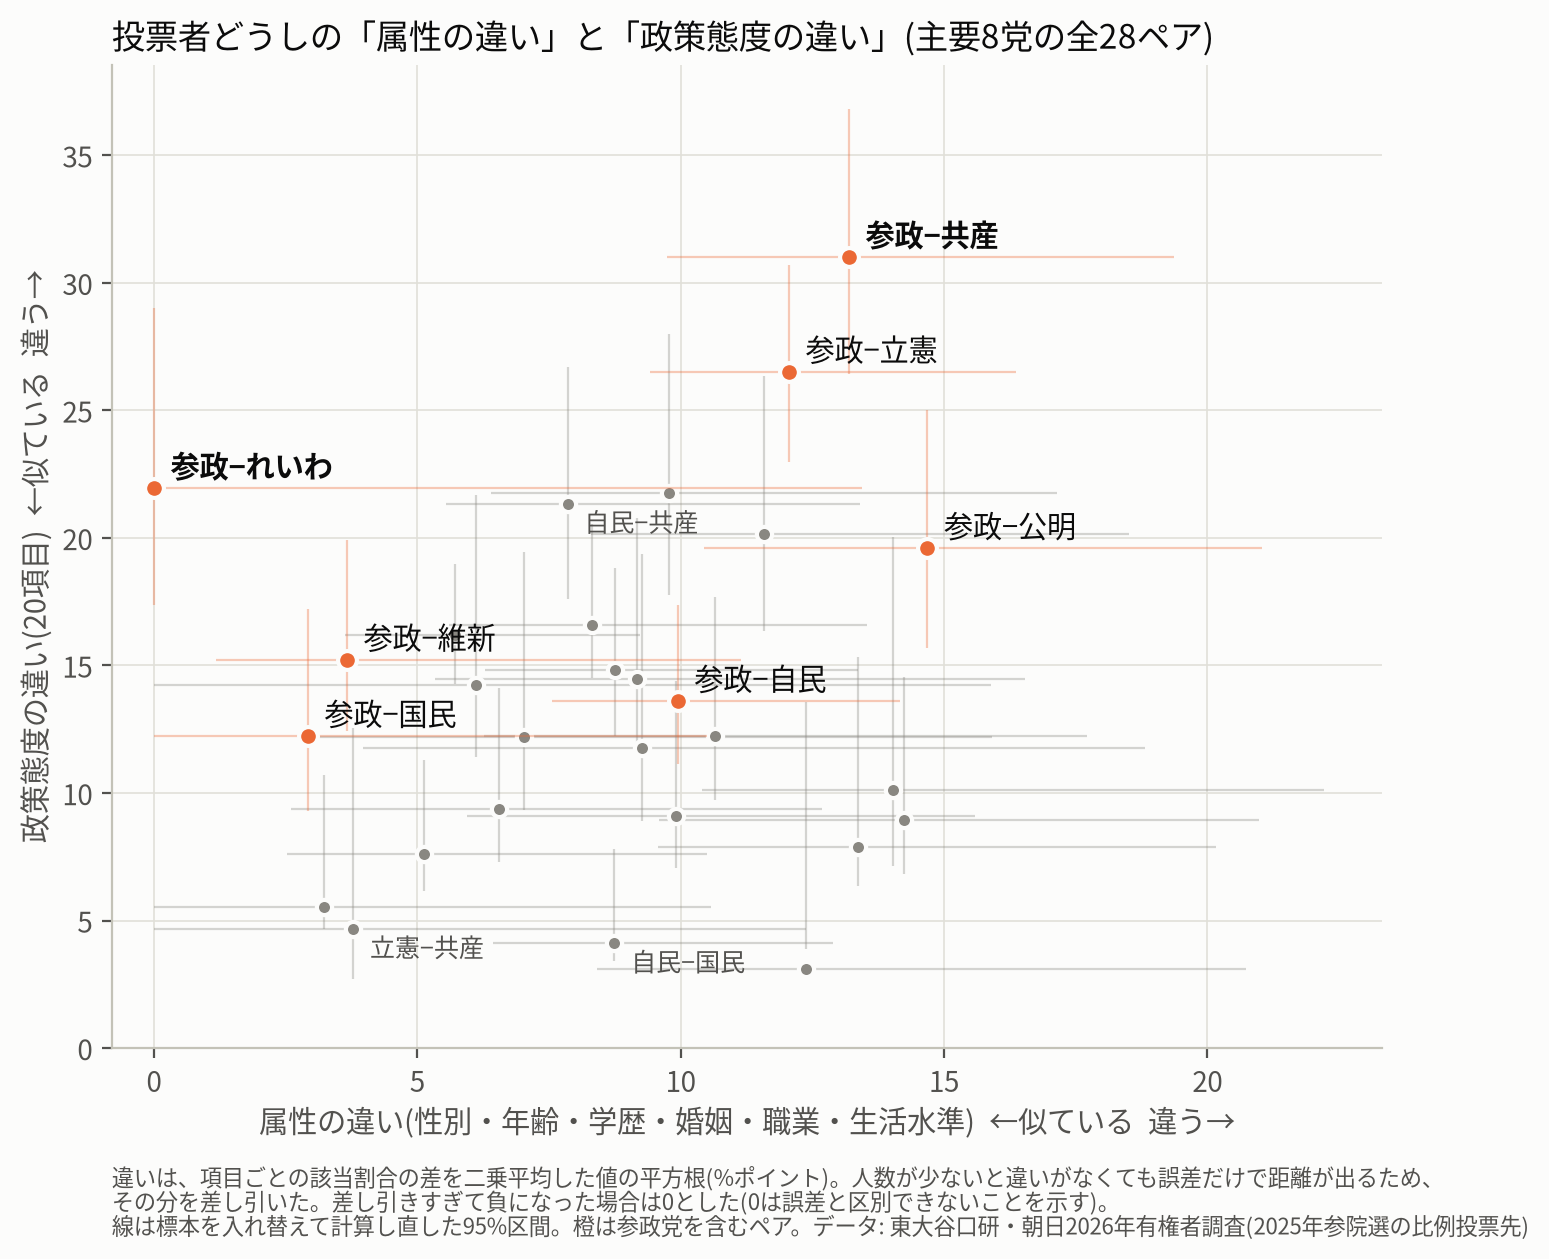 投票者どうしの「属性の違い」と「政策態度の違い」(主要8党の全28ペア)
政策態度の違い(20項目) ←似ている 違う→
35
30
25
20
15
10
5
0
参政−共産
参政−立憲
参政−れいわ
自民−共産
参政−公明
参政−維新
参政−自民
参政−国民
立憲−共産
自民−国民
0 5 10 15 20
属性の違い(性別・年齢・学歴・婚姻・職業・生活水準) ←似ている 違う→
違いは、項目ごとの該当割合の差を二乗平均した値の平方根(%ポイント)。人数が少ないと違いがなくても誤差だけで距離が出るため、
その分を差し引いた。差し引きすぎて負になった場合は0とした(0は誤差と区別できないことを示す)。
線は標本を入れ替えて計算し直した95%区間。橙は参政党を含むペア。データ: 東大谷口研・朝日2026年有権者調査(2025年参院選の比例投票先)